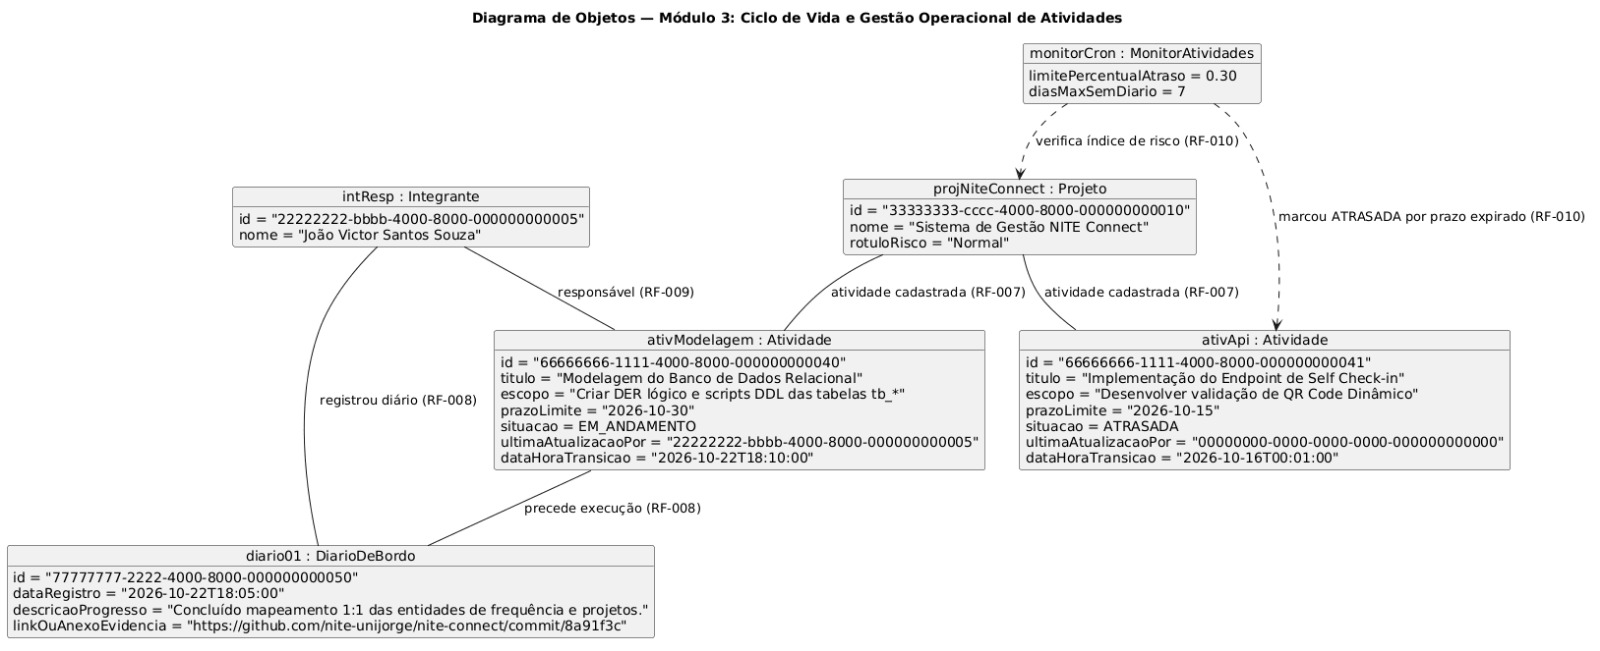 Diagrama de Objetos — Módulo 3: Ciclo de Vida e Gestão Operacional de Atividades
monitorCron : MonitorAtividades
limitePercentualAtraso = 0.30
diasMaxSemDiario = 7
verifica índice de risco (RF-010)
marcou ATRASADA por prazo expirado (RF-010)
intResp : Integrante
id = "22222222-bbbb-4000-8000-000000000005"
nome = "João Victor Santos Souza"
projNiteConnect : Projeto
id = "33333333-cccc-4000-8000-000000000010"
nome = "Sistema de Gestão NITE Connect"
rotuloRisco = "Normal"
responsável (RF-009)
atividade cadastrada (RF-007)
atividade cadastrada (RF-007)
registrou diário (RF-008)
ativModelagem : Atividade
id = "66666666-1111-4000-8000-000000000040"
titulo = "Modelagem do Banco de Dados Relacional"
escopo = "Criar DER lógico e scripts DDL das tabelas tb_*"
prazoLimite = "2026-10-30"
situacao = EM_ANDAMENTO
ultimaAtualizacaoPor = "22222222-bbbb-4000-8000-000000000005"
dataHoraTransicao = "2026-10-22T18:10:00"
ativApi : Atividade
id = "66666666-1111-4000-8000-000000000041"
titulo = "Implementação do Endpoint de Self Check-in"
escopo = "Desenvolver validação de QR Code Dinâmico"
prazoLimite = "2026-10-15"
situacao = ATRASADA
ultimaAtualizacaoPor = "00000000-0000-0000-0000-000000000000"
dataHoraTransicao = "2026-10-16T00:01:00"
precede execução (RF-008)
diario01 : DiarioDeBordo
id = "77777777-2222-4000-8000-000000000050"
dataRegistro = "2026-10-22T18:05:00"
descricaoProgresso = "Concluído mapeamento 1:1 das entidades de frequência e projetos."
linkOuAnexoEvidencia = "https://github.com/nite-unijorge/nite-connect/commit/8a91f3c"